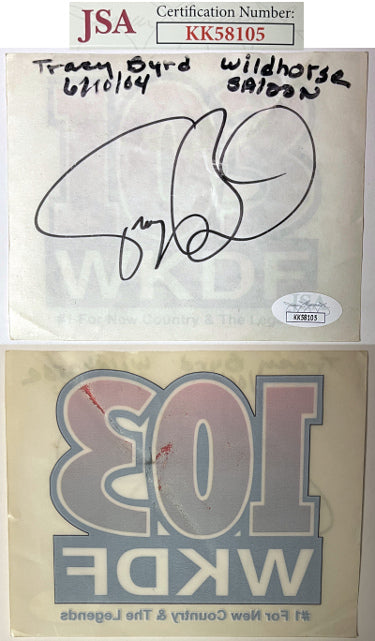 JSA
Certification Number:
KK58105
Tracy Byrd Wildhorse
6/10/04 SALOON
103
WKDF
#1 For New Country & The Lege
KK58105
103
WKDF
#1 For New Country & The Legends